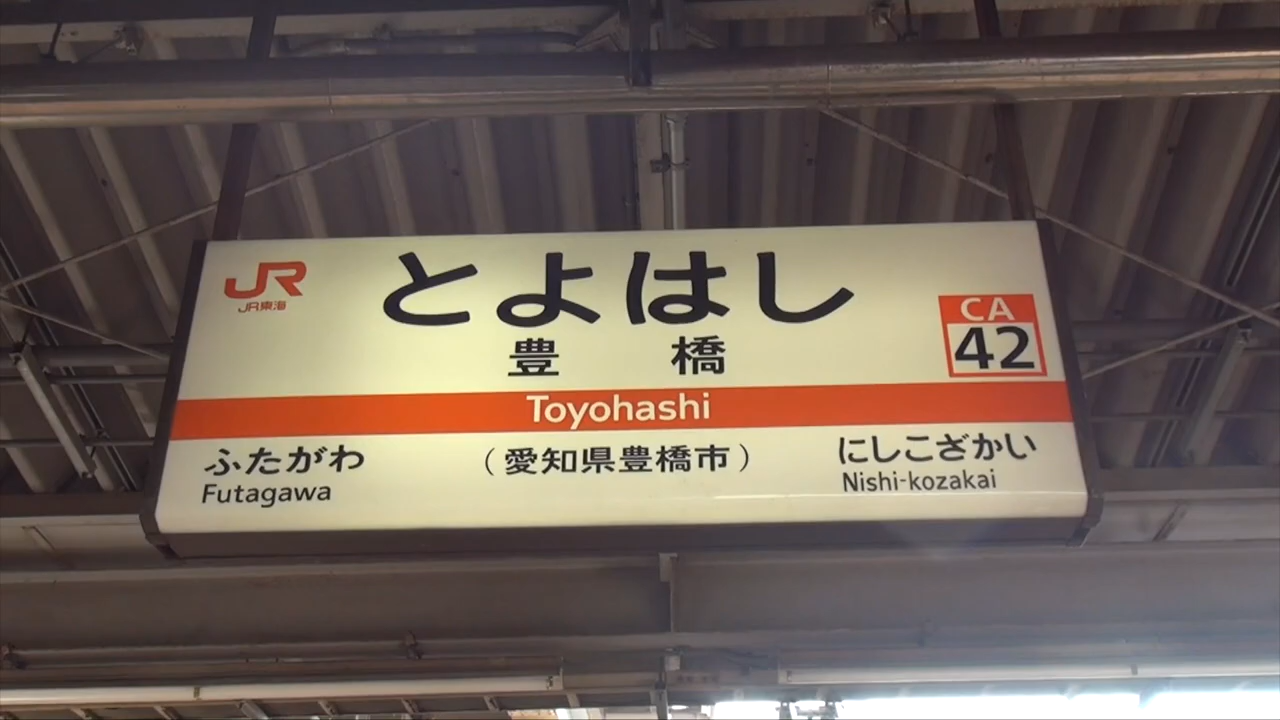 JR
JR東海
とよはし
豊橋
CA
42
Toyohashi
ふたがわ
Futagawa
（愛知県豊橋市）
にしこざかい
Nishi-kozakai